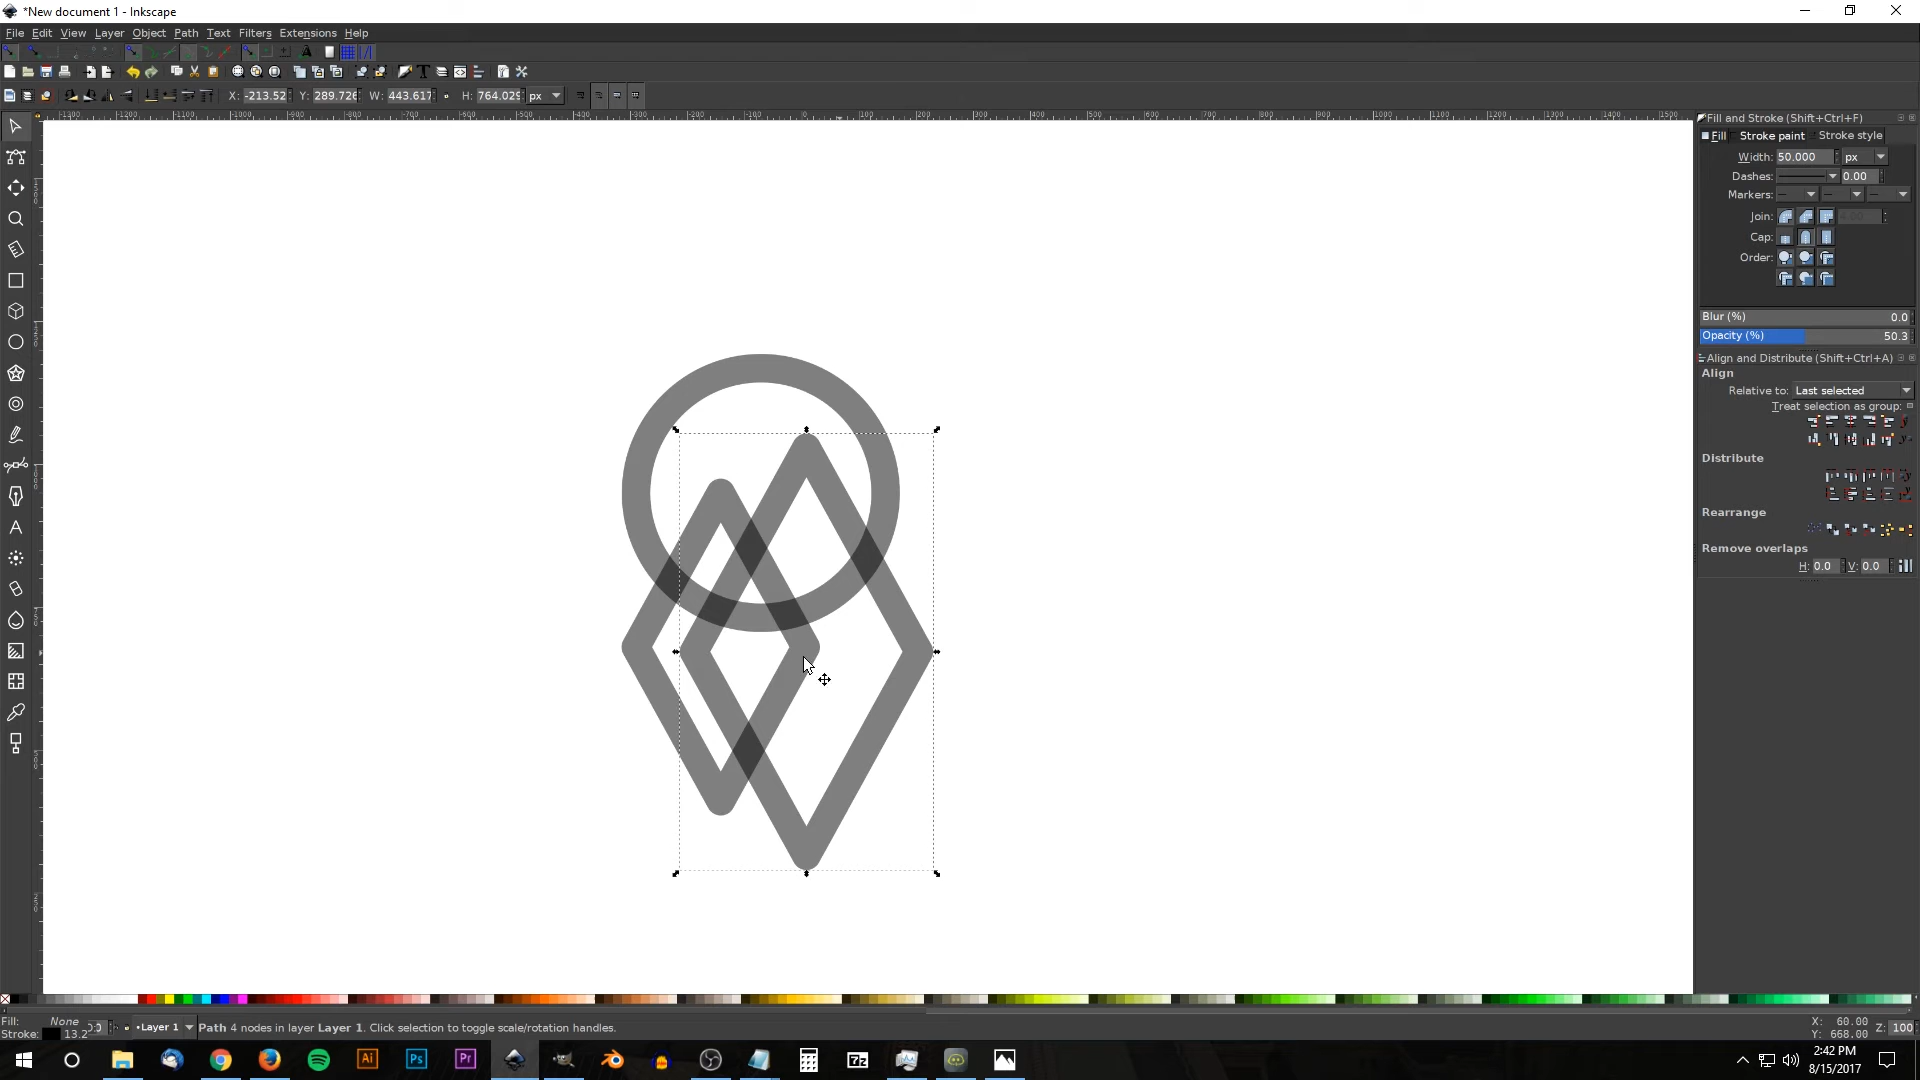 *New document 1 - Inkscape
File Edit View Layer Object Path Text Filters Extensions Help
X: -213.52 Y: 289.726 W: 443.617 H: 764.029 px
Fill and Stroke (Shift+Ctrl+F)
Fill Stroke paint Stroke style
Width: 50.000 px
Dashes: 0.00
Markers:
Join:
Cap:
Order:
Blur (%) 0.0
Opacity (%) 50.3
Align and Distribute (Shift+Ctrl+A)
Align
Relative to: Last selected
Treat selection as group:
Distribute
Rearrange
Remove overlaps
H: 0.0 V: 0.0
Fill: None
Stroke: 13.2
•Layer 1 Path 4 nodes in layer Layer 1. Click selection to toggle scale/rotation handles.
X: 60.00
Y: 668.00 Z: 100
Ai Ps Pr 7z
2:42 PM
8/15/2017